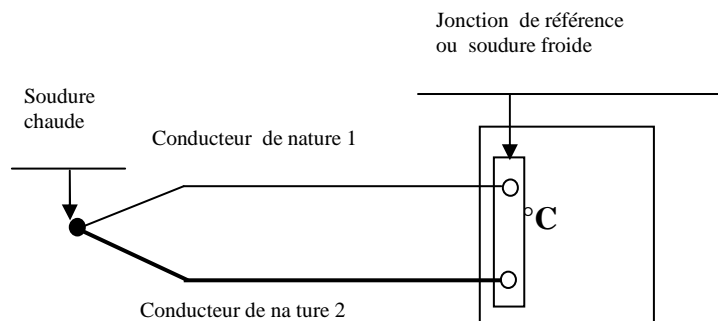 Jonction de référence
ou soudure froide
Soudure
chaude
Conducteur de nature 1
°C
Conducteur de na ture 2